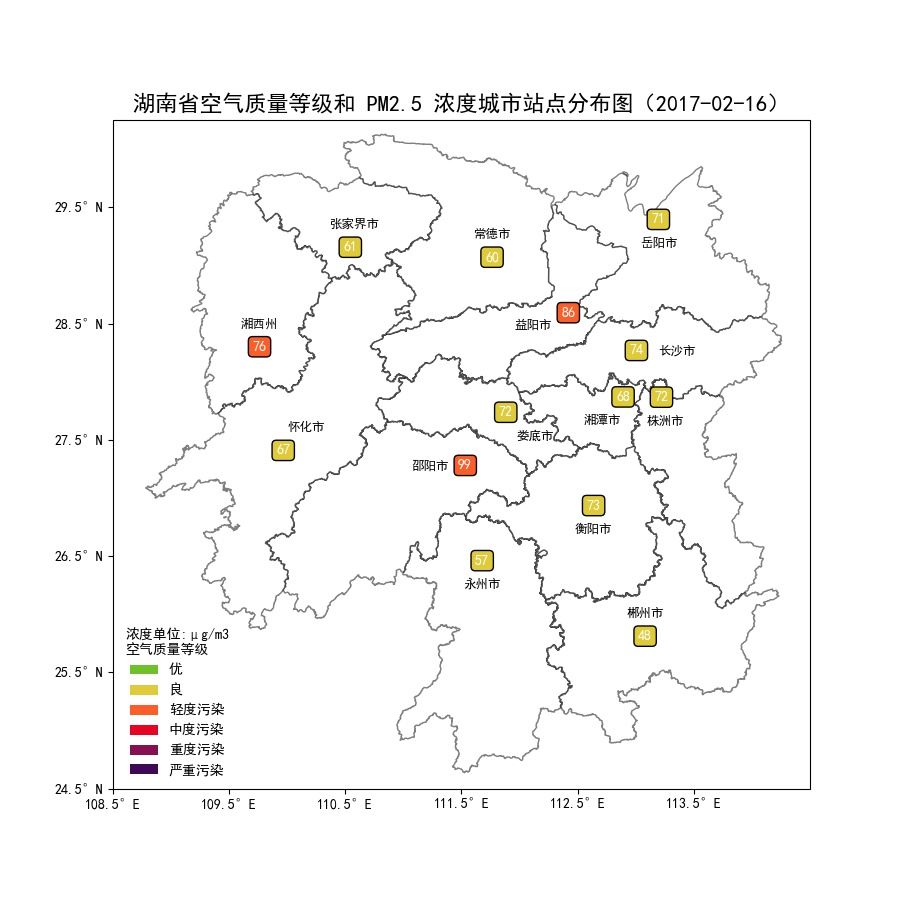 湖南省空气质量等级和 PM2.5 浓度城市站点分布图（2017-02-16）
29.5°N
28.5°N
27.5°N
26.5°N
25.5°N
24.5°N
108.5°E
109.5°E
110.5°E
111.5°E
112.5°E
113.5°E
张家界市
61
常德市
60
71
岳阳市
86
益阳市
湘西州
76
74
长沙市
68
湘潭市
72
株洲市
72
娄底市
怀化市
67
邵阳市
99
73
衡阳市
57
永州市
郴州市
48
浓度单位:μg/m3
空气质量等级
优
良
轻度污染
中度污染
重度污染
严重污染